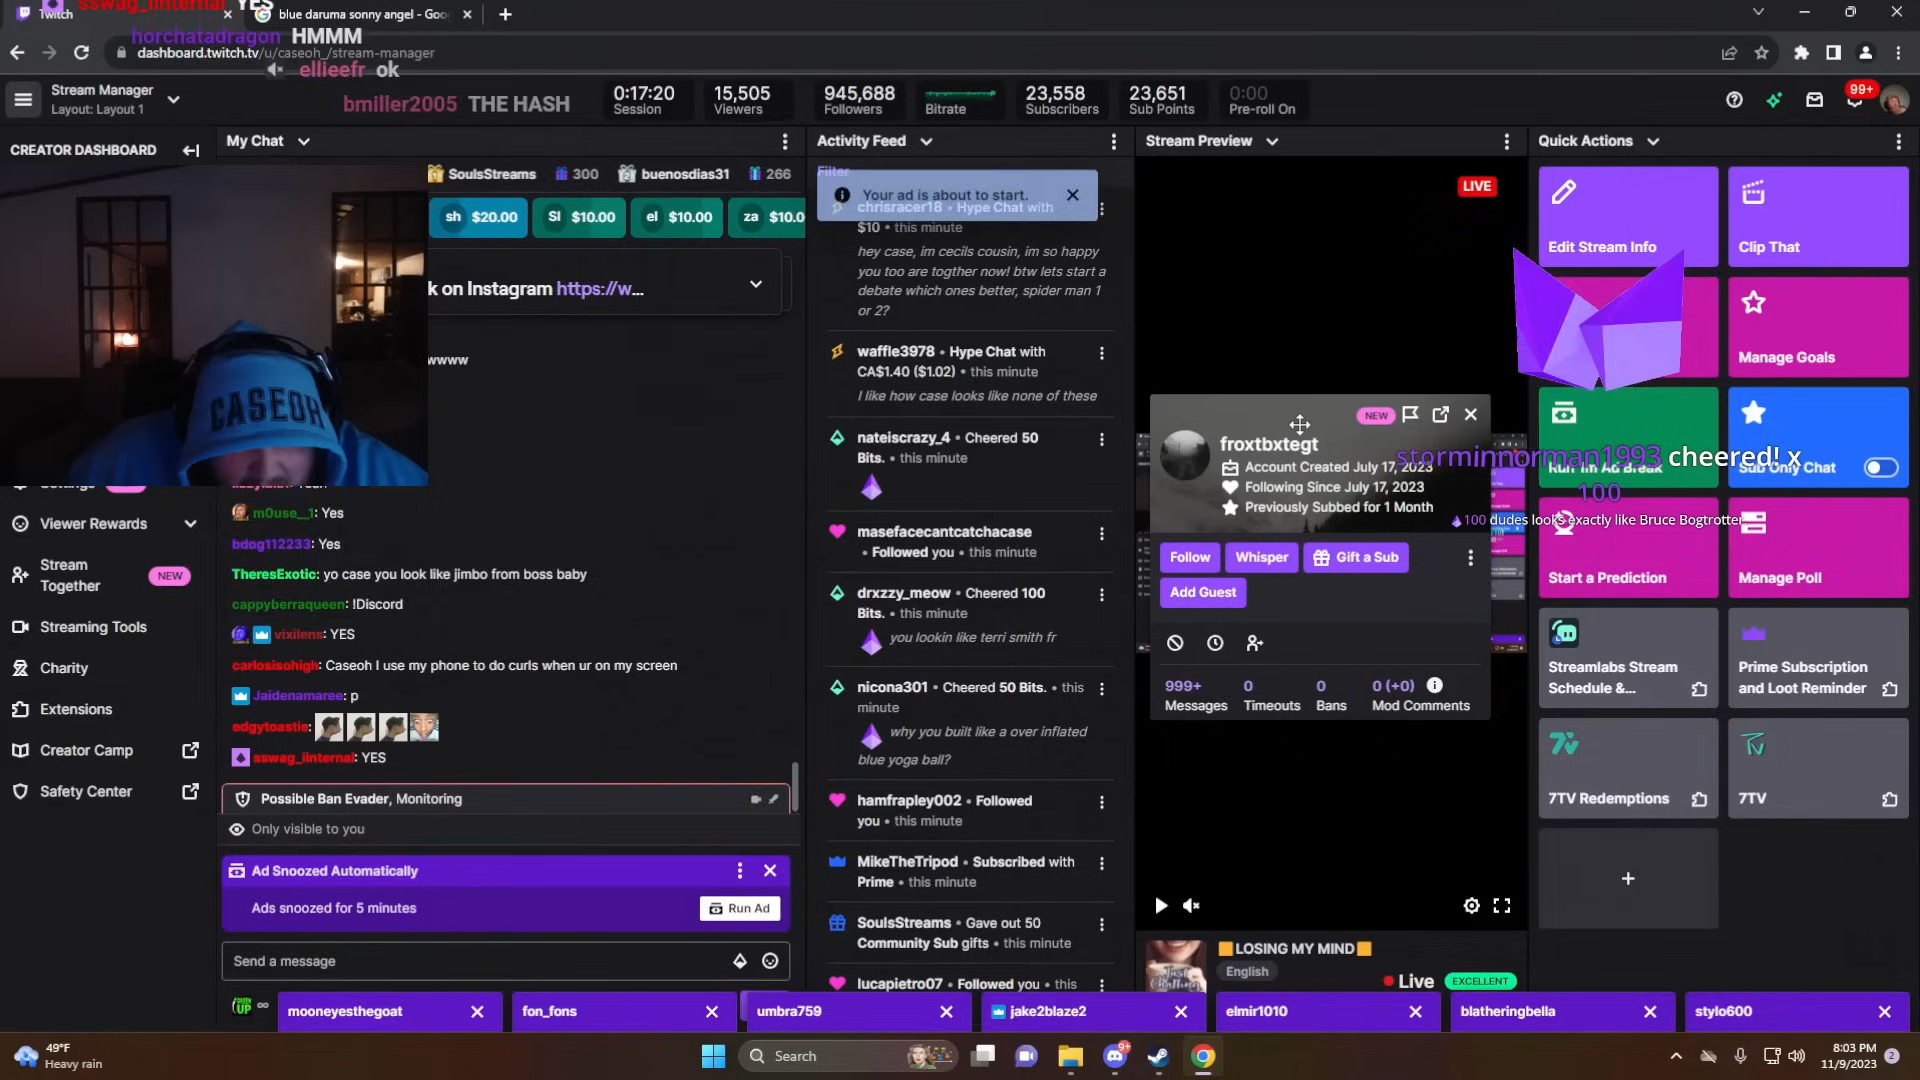 sswag_iinternal YES
Twitch
blue daruma sonny angel - Goo
horchatadragon HMMM
dashboard.twitch.tv/u/caseoh_/stream-manager
ellieefr ok
bmiller2005 THE HASH
Stream Manager
Layout: Layout 1
0:17:20
Session
15,505
Viewers
945,688
Followers
Bitrate
23,558
Subscribers
23,651
Sub Points
0:00
Pre-roll On
99+
CREATOR DASHBOARD
My Chat
Activity Feed
Stream Preview
Quick Actions
SoulsStreams 300 buenosdias31 266
sh $20.00
Sl $10.00
el $10.00
za $10.0
k on Instagram https://w...
wwww
CASEOH
Viewer Rewards
Stream Together
NEW
Streaming Tools
Charity
Extensions
Creator Camp
Safety Center
m0use__1: Yes
bdog112233: Yes
TheresExotic: yo case you look like jimbo from boss baby
cappyberraqueen: !Discord
vixilens: YES
carlosisohigh: Caseoh I use my phone to do curls when ur on my screen
Jaidenamaree: p
edgytoastie:
sswag_iinternal: YES
Possible Ban Evader, Monitoring
Only visible to you
Ad Snoozed Automatically
Ads snoozed for 5 minutes
Run Ad
Send a message
Filter
Your ad is about to start.
chrisracer18 • Hype Chat with
$10 • this minute
hey case, im cecils cousin, im so happy
you too are togther now! btw lets start a
debate which ones better, spider man 1
or 2?
waffle3978 • Hype Chat with
CA$1.40 ($1.02) • this minute
I like how case looks like none of these
nateiscrazy_4 • Cheered 50
Bits. • this minute
masefacecantcatchacase
• Followed you • this minute
drxzzy_meow • Cheered 100
Bits. • this minute
you lookin like terri smith fr
nicona301 • Cheered 50 Bits. • this
minute
why you built like a over inflated
blue yoga ball?
hamfrapley002 • Followed
you • this minute
MikeTheTripod • Subscribed with
Prime • this minute
SoulsStreams • Gave out 50
Community Sub gifts • this minute
lucapietro07 • Followed you • this
LIVE
NEW
froxtbxtegt
Account Created July 17, 2023
Following Since July 17, 2023
Previously Subbed for 1 Month
Follow
Whisper
Gift a Sub
Add Guest
999+
Messages
0
Timeouts
0
Bans
0 (+0)
Mod Comments
LOSING MY MIND
English
Live
EXCELLENT
Edit Stream Info
Clip That
Manage Goals
Run 1m Ad Break
Sub Only Chat
storminnorman1993 cheered! x
100
100 dudes looks exactly like Bruce Bogtrotter
Start a Prediction
Manage Poll
Streamlabs Stream
Schedule &...
Prime Subscription
and Loot Reminder
7TV Redemptions
7TV
mooneyesthegoat
fon_fons
umbra759
jake2blaze2
elmir1010
blatheringbella
stylo600
49°F
Heavy rain
Search
9+
8:03 PM
11/9/2023
2